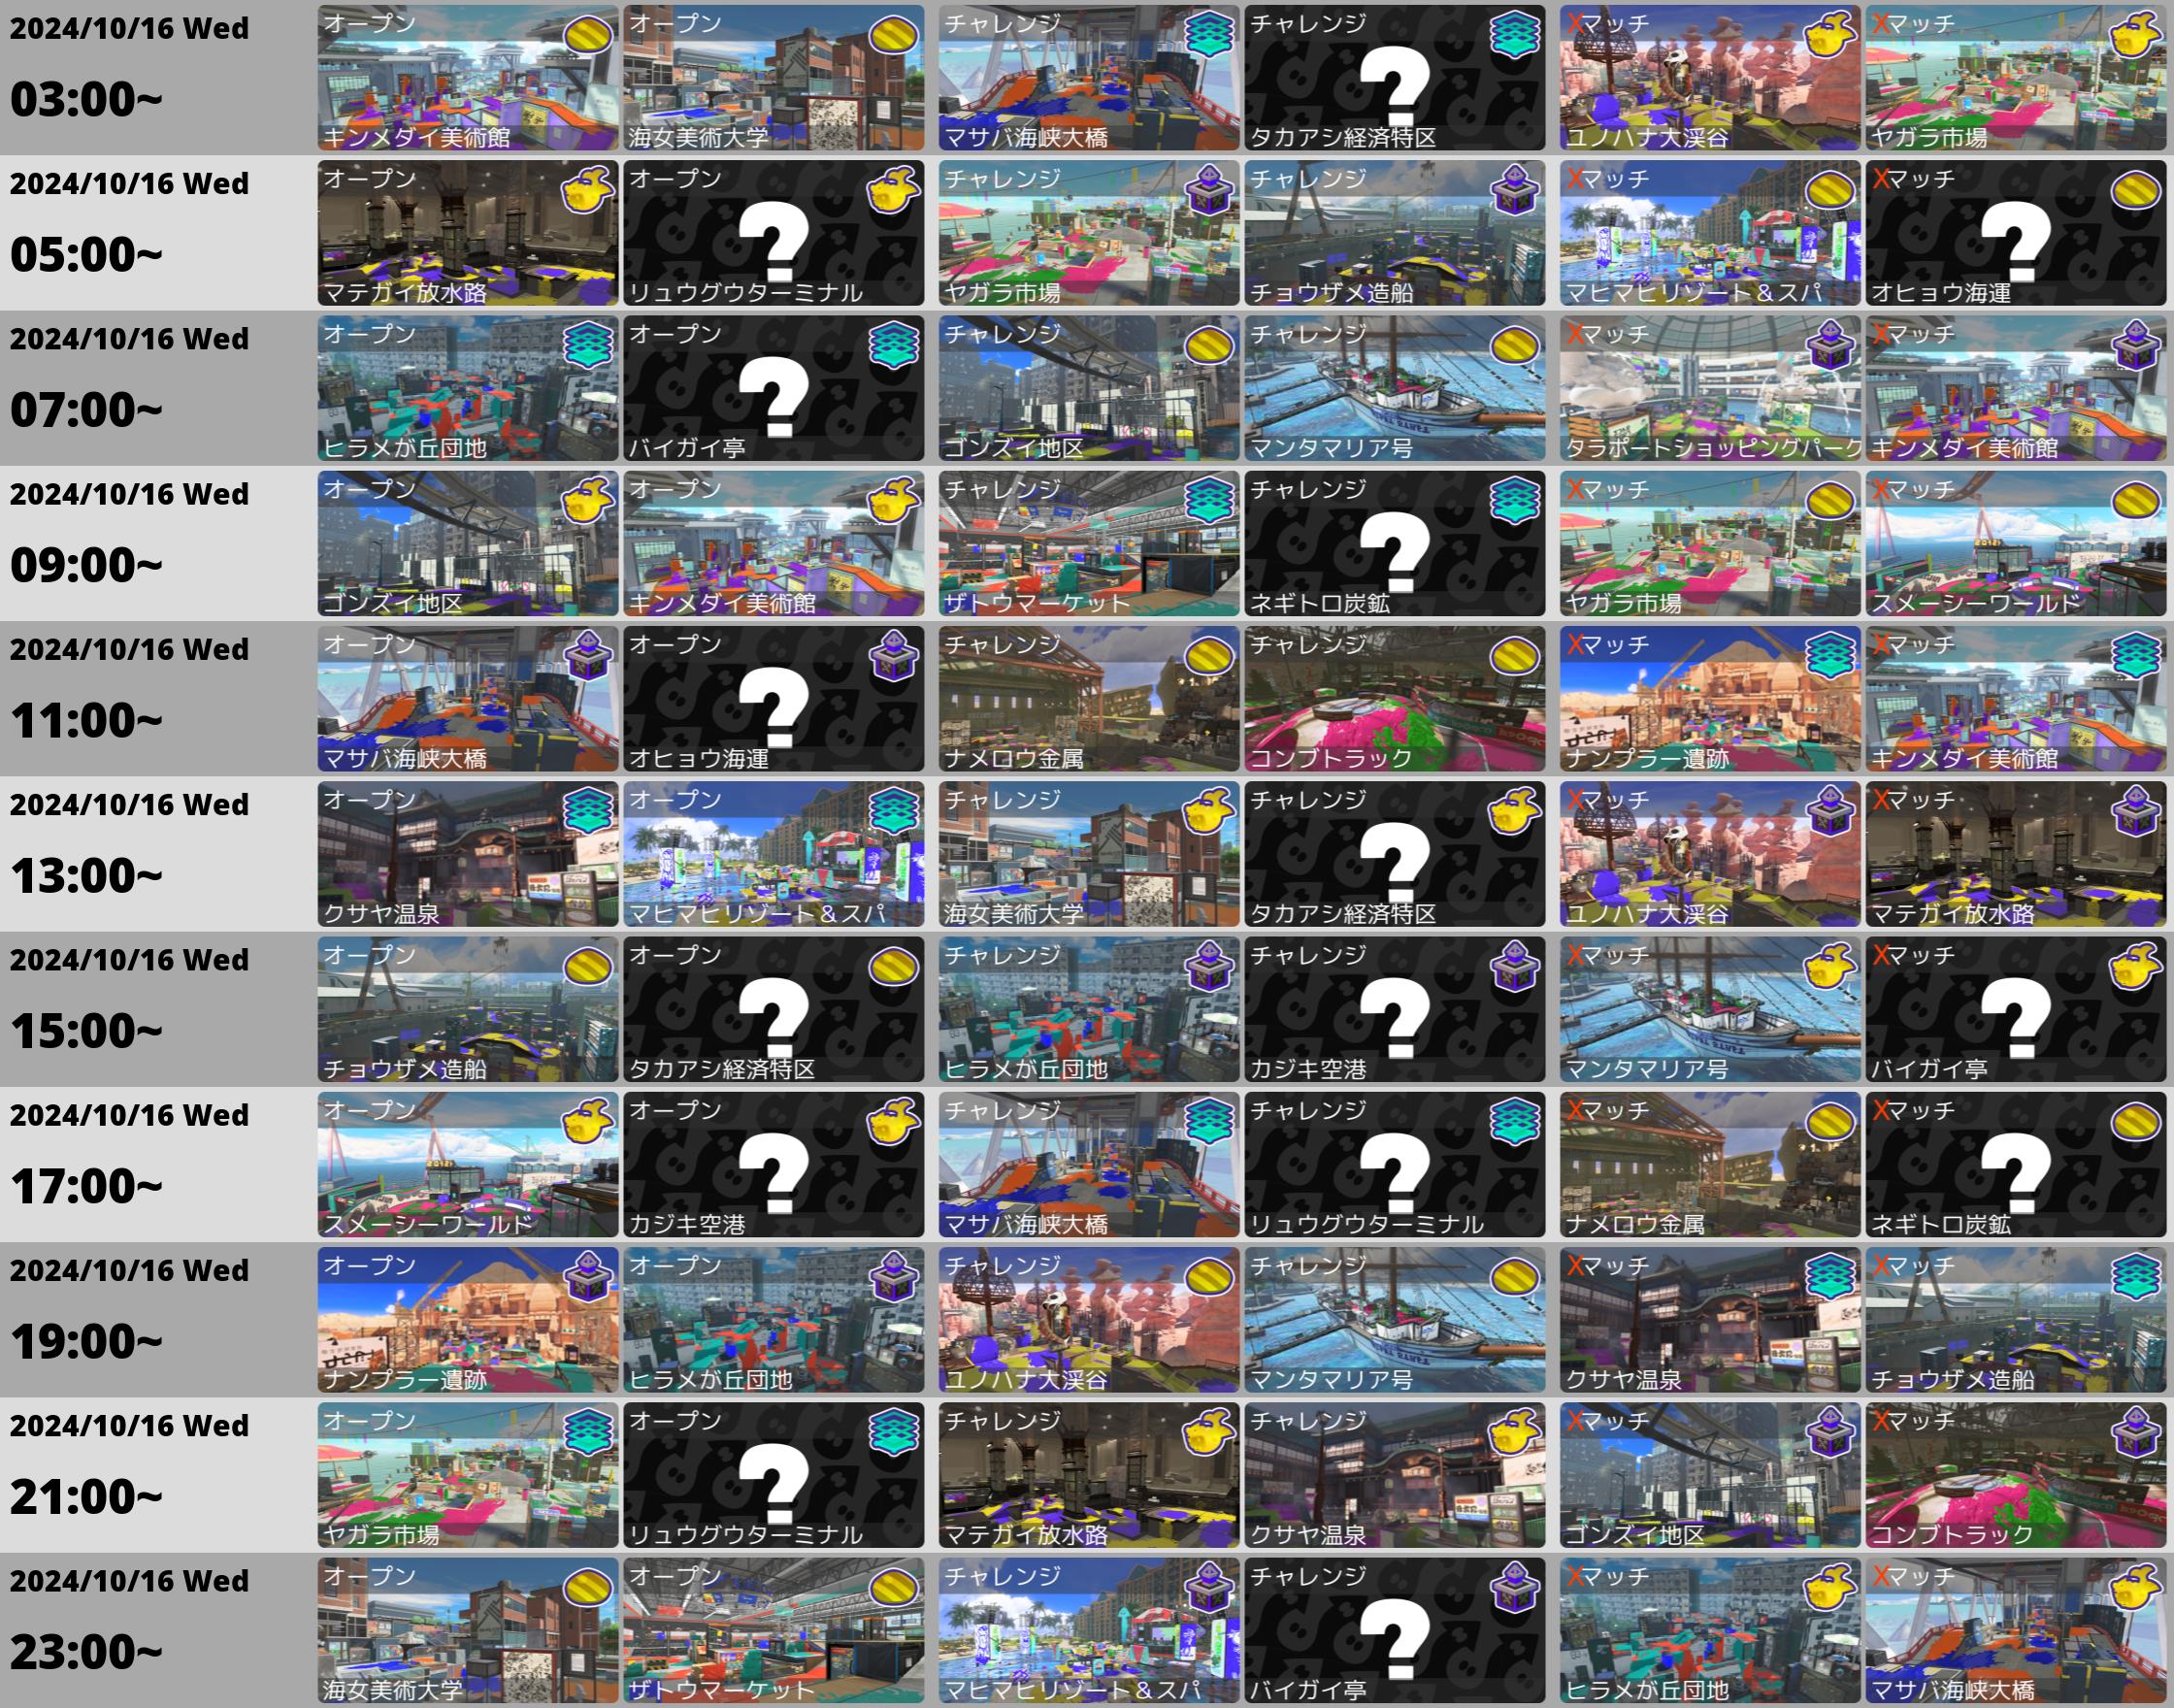 2024/10/16 Wed
03:00~
オープン
キンメダイ美術館
オープン
海女美術大学
チャレンジ
マサバ海峡大橋
チャレンジ
?
タカアシ経済特区
Xマッチ
ユノハナ大渓谷
Xマッチ
ヤガラ市場
2024/10/16 Wed
05:00~
オープン
マテガイ放水路
オープン
?
リュウグウターミナル
チャレンジ
ヤガラ市場
チャレンジ
チョウザメ造船
Xマッチ
マヒマヒリゾート＆スパ
Xマッチ
?
オヒョウ海運
2024/10/16 Wed
07:00~
オープン
ヒラメが丘団地
オープン
?
バイガイ亭
チャレンジ
ゴンズイ地区
チャレンジ
マンタマリア号
Xマッチ
タラポートショッピングパーク
Xマッチ
キンメダイ美術館
2024/10/16 Wed
09:00~
オープン
ゴンズイ地区
オープン
キンメダイ美術館
チャレンジ
ザトウマーケット
チャレンジ
?
ネギトロ炭鉱
Xマッチ
ヤガラ市場
Xマッチ
スメーシーワールド
2024/10/16 Wed
11:00~
オープン
マサバ海峡大橋
オープン
?
オヒョウ海運
チャレンジ
ナメロウ金属
チャレンジ
コンブトラック
Xマッチ
ナンプラー遺跡
Xマッチ
キンメダイ美術館
2024/10/16 Wed
13:00~
オープン
クサヤ温泉
オープン
マヒマヒリゾート＆スパ
チャレンジ
海女美術大学
チャレンジ
?
タカアシ経済特区
Xマッチ
ユノハナ大渓谷
Xマッチ
マテガイ放水路
2024/10/16 Wed
15:00~
オープン
チョウザメ造船
オープン
?
タカアシ経済特区
チャレンジ
ヒラメが丘団地
チャレンジ
?
カジキ空港
Xマッチ
マンタマリア号
Xマッチ
?
バイガイ亭
2024/10/16 Wed
17:00~
オープン
スメーシーワールド
オープン
?
カジキ空港
チャレンジ
マサバ海峡大橋
チャレンジ
?
リュウグウターミナル
Xマッチ
ナメロウ金属
Xマッチ
?
ネギトロ炭鉱
2024/10/16 Wed
19:00~
オープン
ナンプラー遺跡
オープン
ヒラメが丘団地
チャレンジ
ユノハナ大渓谷
チャレンジ
マンタマリア号
Xマッチ
クサヤ温泉
Xマッチ
チョウザメ造船
2024/10/16 Wed
21:00~
オープン
ヤガラ市場
オープン
?
リュウグウターミナル
チャレンジ
マテガイ放水路
チャレンジ
クサヤ温泉
Xマッチ
ゴンズイ地区
Xマッチ
コンブトラック
2024/10/16 Wed
23:00~
オープン
海女美術大学
オープン
ザトウマーケット
チャレンジ
マヒマヒリゾート＆スパ
チャレンジ
?
バイガイ亭
Xマッチ
ヒラメが丘団地
Xマッチ
マサバ海峡大橋